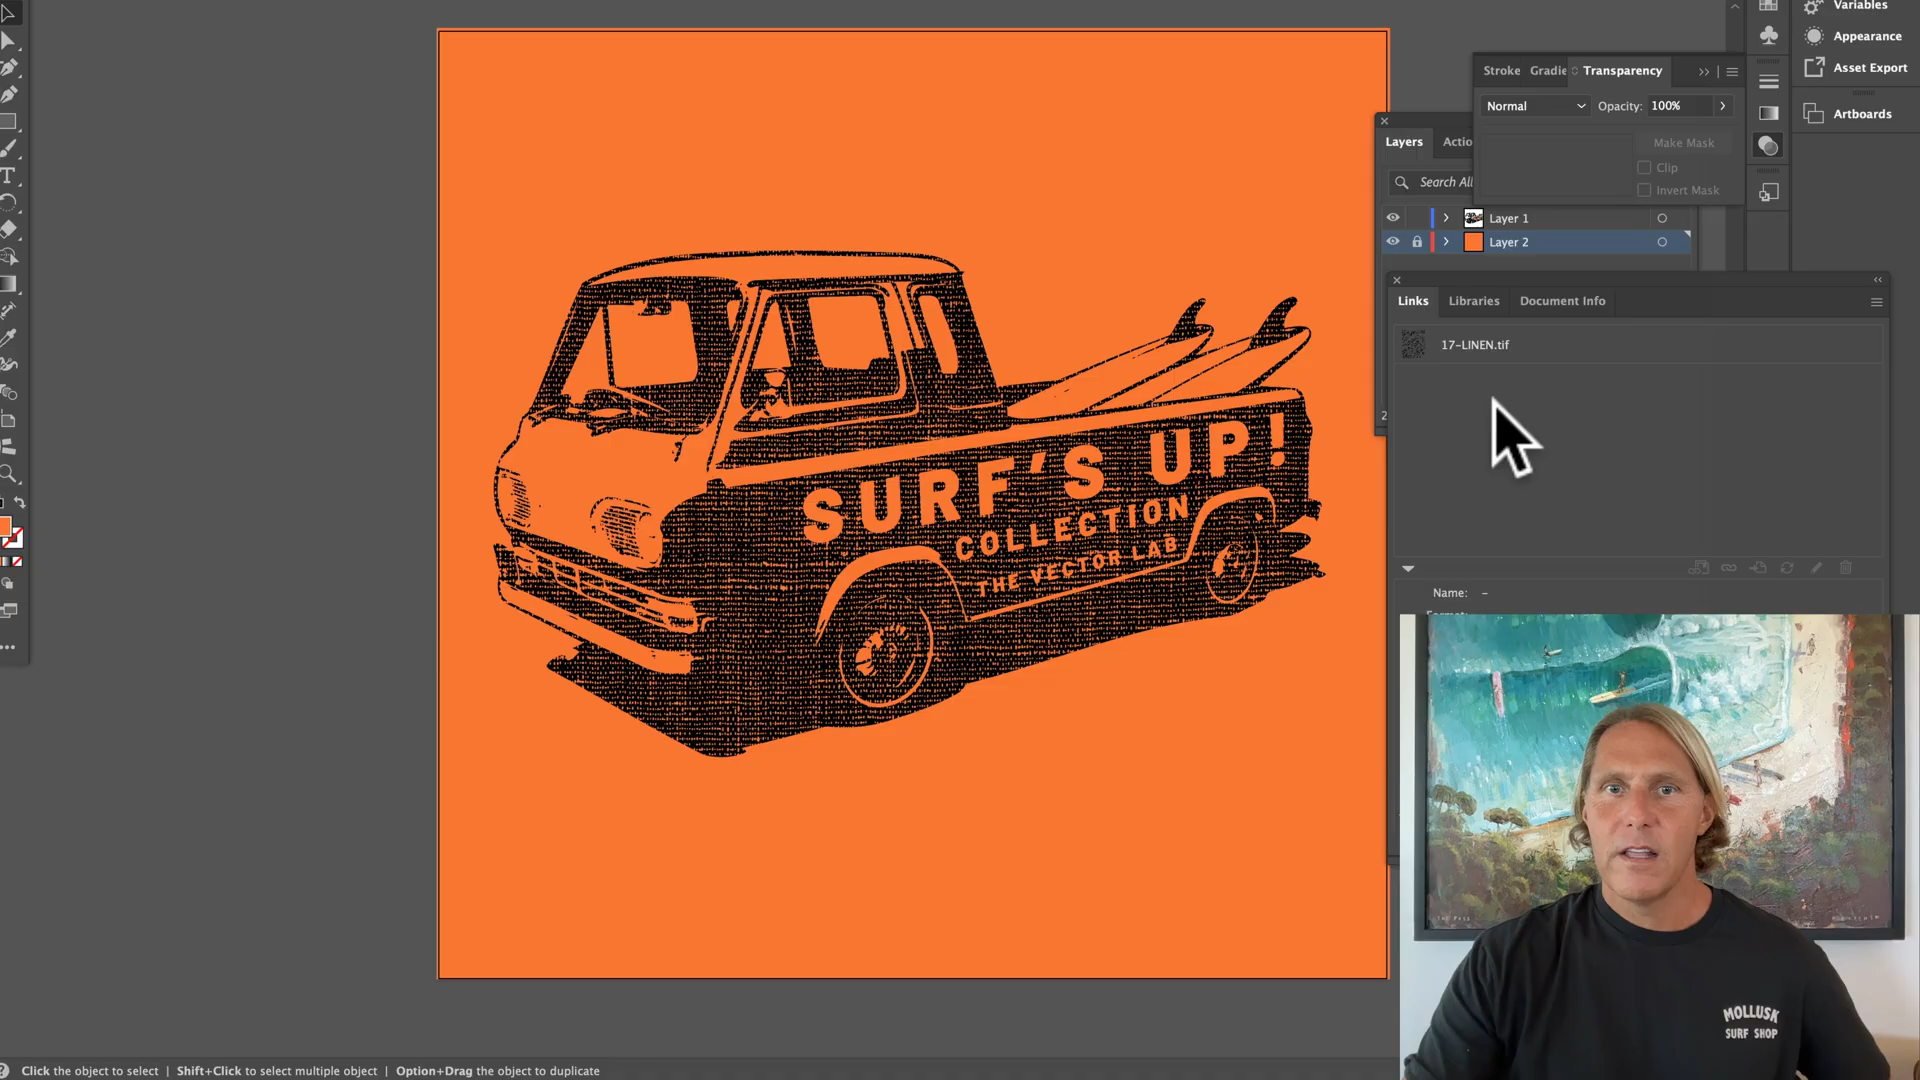 Variables
Appearance
Asset Export
Artboards
Stroke Gradie Transparency
Normal Opacity: 100%
Make Mask
Clip
Invert Mask
Layers Actio
Search All
Layer 1
Layer 2
Links Libraries Document Info
17-LINEN.tif
Name: –
SURF'S UP!
COLLECTION
THE VECTOR LAB
MOLLUSK
SURF SHOP
Click the object to select | Shift+Click to select multiple object | Option+Drag the object to duplicate